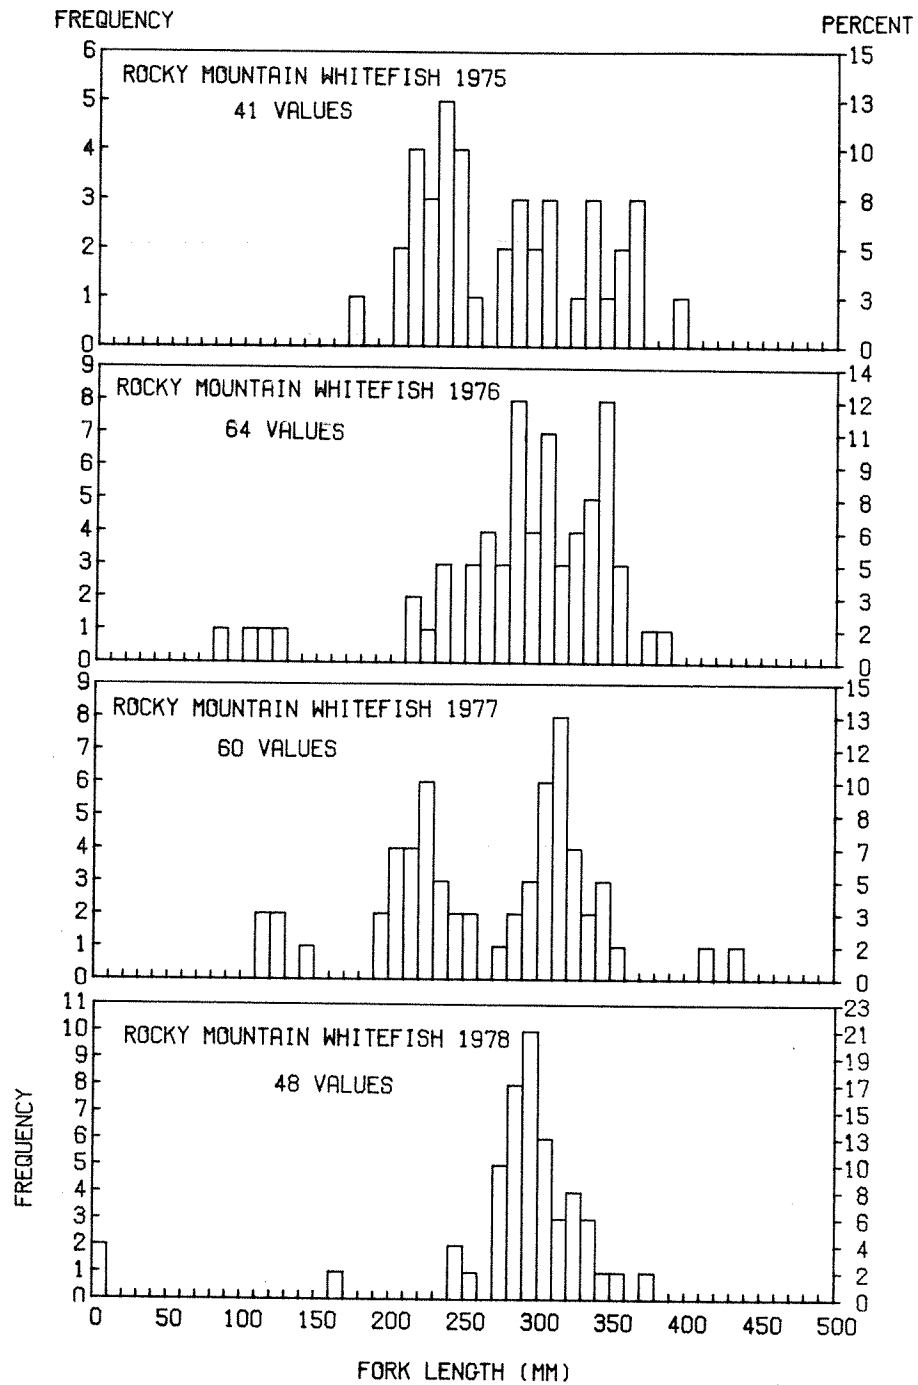 FREQUENCY PERCENT
ROCKY MOUNTAIN WHITEFISH 1975
41 VALUES
6 5 4 3 2 1 0
15 13 10 8 5 3 0
ROCKY MOUNTAIN WHITEFISH 1976
64 VALUES
9 8 7 6 5 4 3 2 1 0
14 12 11 9 8 6 5 3 2 0
ROCKY MOUNTAIN WHITEFISH 1977
60 VALUES
9 8 7 6 5 4 3 2 1 0
15 13 12 10 8 7 5 3 2 0
ROCKY MOUNTAIN WHITEFISH 1978
48 VALUES
FREQUENCY
11 10 9 8 7 6 5 4 3 2 1 0
23 21 19 17 15 13 10 8 6 4 2 0
0 50 100 150 200 250 300 350 400 450 500
FORK LENGTH (MM)